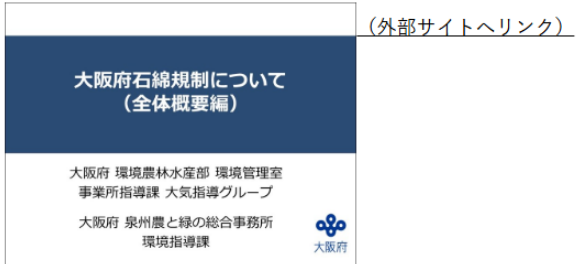 （外部サイトへリンク）
大阪府石綿規制について
（全体概要編）
大阪府 環境農林水産部 環境管理室
事業所指導課 大気指導グループ
大阪府 泉州農と緑の総合事務所
環境指導課
大阪府